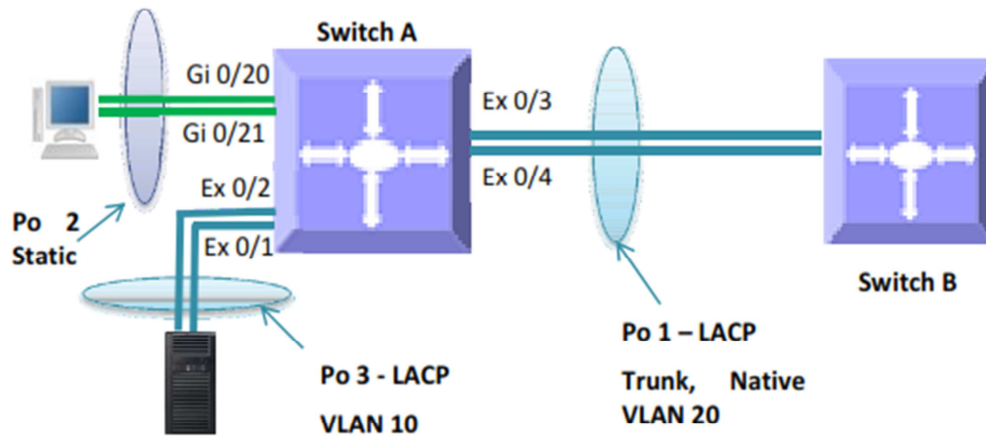 Switch A
Gi 0/20
Gi 0/21
Ex 0/2
Ex 0/1
Ex 0/3
Ex 0/4
Po 2
Static
Switch B
Po 3 - LACP
VLAN 10
Po 1 – LACP
Trunk, Native
VLAN 20